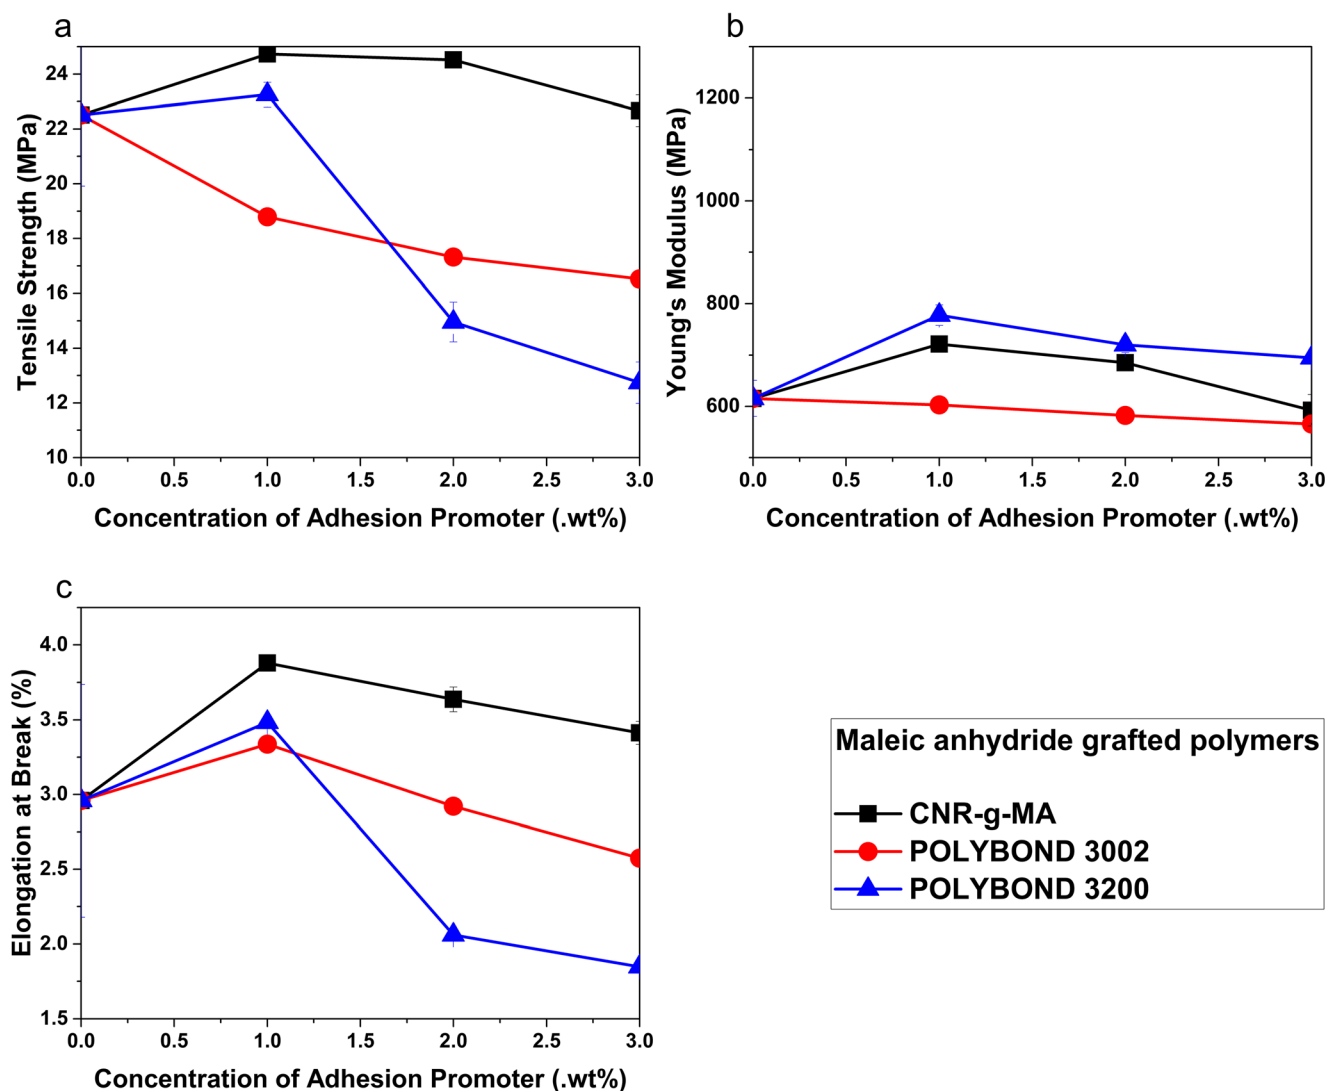 a
Tensile Strength (MPa)
24
22
20
18
16
14
12
10
0.0 0.5 1.0 1.5 2.0 2.5 3.0
Concentration of Adhesion Promoter (.wt%)
b
Young's Modulus (MPa)
1200
1000
800
600
0.0 0.5 1.0 1.5 2.0 2.5 3.0
Concentration of Adhesion Promoter (.wt%)
c
Elongation at Break (%)
4.0
3.5
3.0
2.5
2.0
1.5
0.0 0.5 1.0 1.5 2.0 2.5 3.0
Concentration of Adhesion Promoter (.wt%)
Maleic anhydride grafted polymers
CNR-g-MA
POLYBOND 3002
POLYBOND 3200